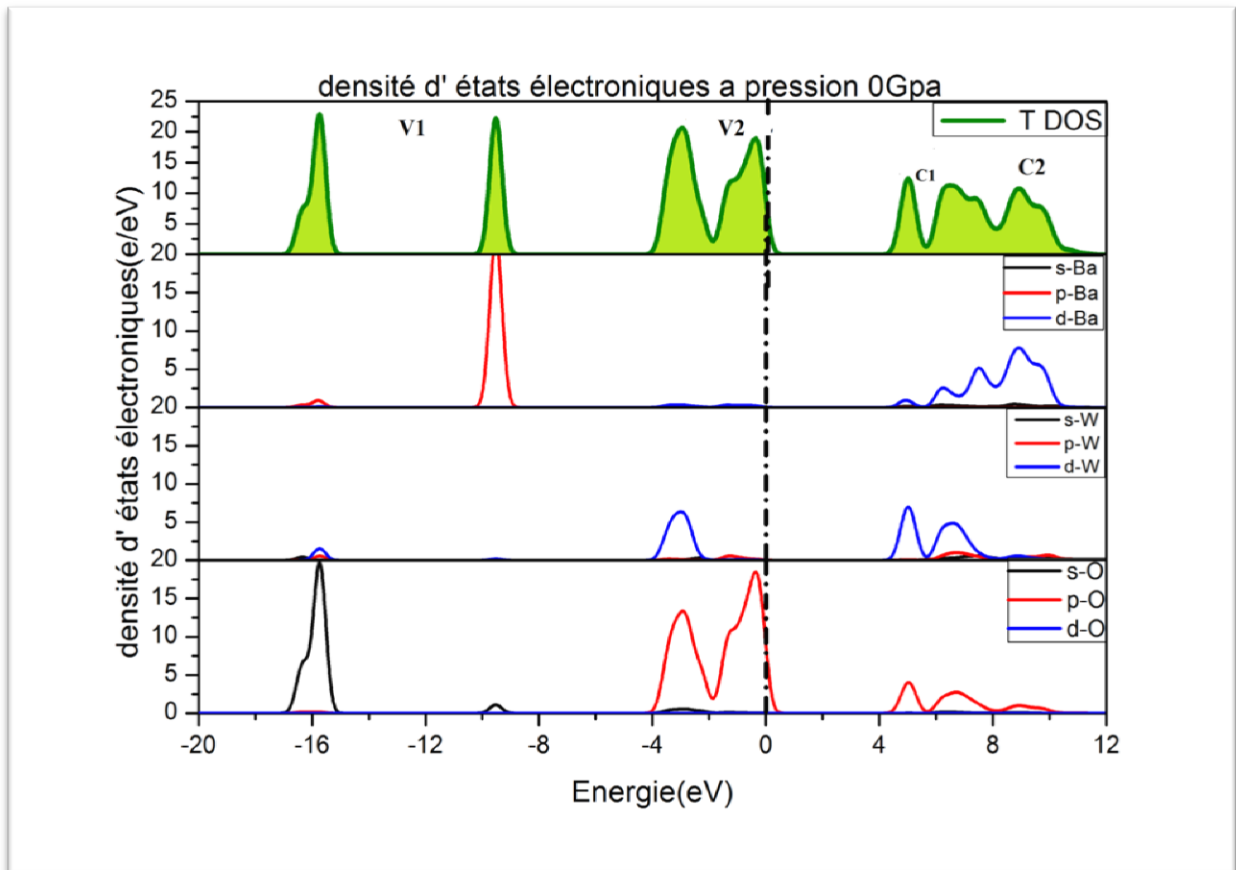 densité d' états électroniques a pression 0Gpa
densité d' états électroniques(e/eV)
25
20
15
10
5
20
V1
V2
C1
C2
T DOS
15
10
5
20
s-Ba
p-Ba
d-Ba
15
10
5
20
s-W
p-W
d-W
15
10
5
0
s-O
p-O
d-O
-20 -16 -12 -8 -4 0 4 8 12
Energie(eV)